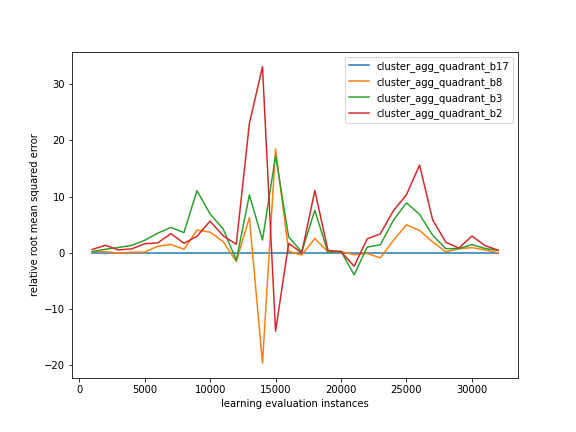 cluster_agg_quadrant_b17
cluster_agg_quadrant_b8
cluster_agg_quadrant_b3
cluster_agg_quadrant_b2
relative root mean squared error
30
20
10
0
−10
−20
0 5000 10000 15000 20000 25000 30000
learning evaluation instances